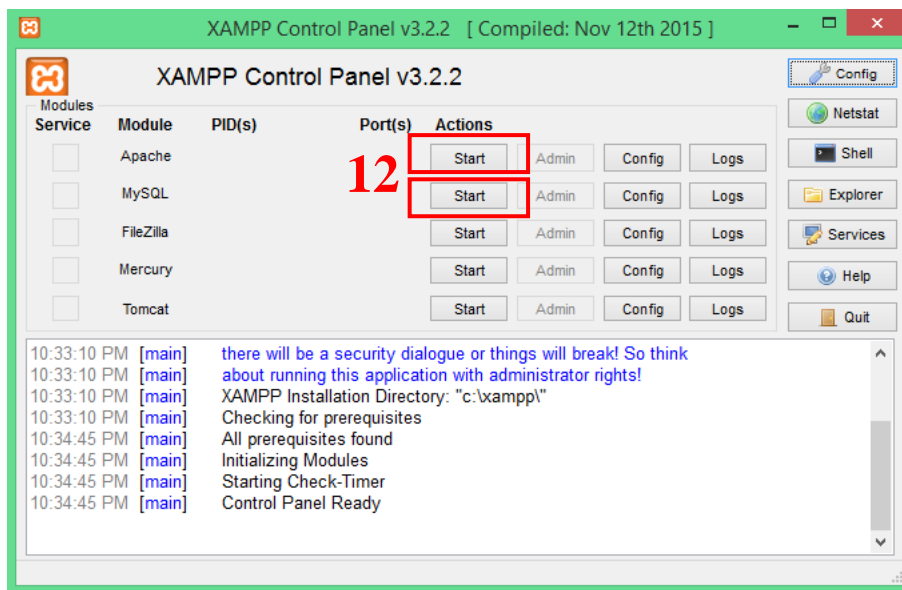 XAMPP Control Panel v3.2.2 [ Compiled: Nov 12th 2015 ]
XAMPP Control Panel v3.2.2
Config
Modules
Service Module PID(s) Port(s) Actions
Netstat
Apache Start Admin Config Logs
Shell
12
MySQL Start Admin Config Logs
Explorer
FileZilla Start Admin Config Logs
Services
Mercury Start Admin Config Logs
Help
Tomcat Start Admin Config Logs
Quit
10:33:10 PM [main] there will be a security dialogue or things will break! So think
10:33:10 PM [main] about running this application with administrator rights!
10:33:10 PM [main] XAMPP Installation Directory: "c:\xampp\"
10:33:10 PM [main] Checking for prerequisites
10:34:45 PM [main] All prerequisites found
10:34:45 PM [main] Initializing Modules
10:34:45 PM [main] Starting Check-Timer
10:34:45 PM [main] Control Panel Ready